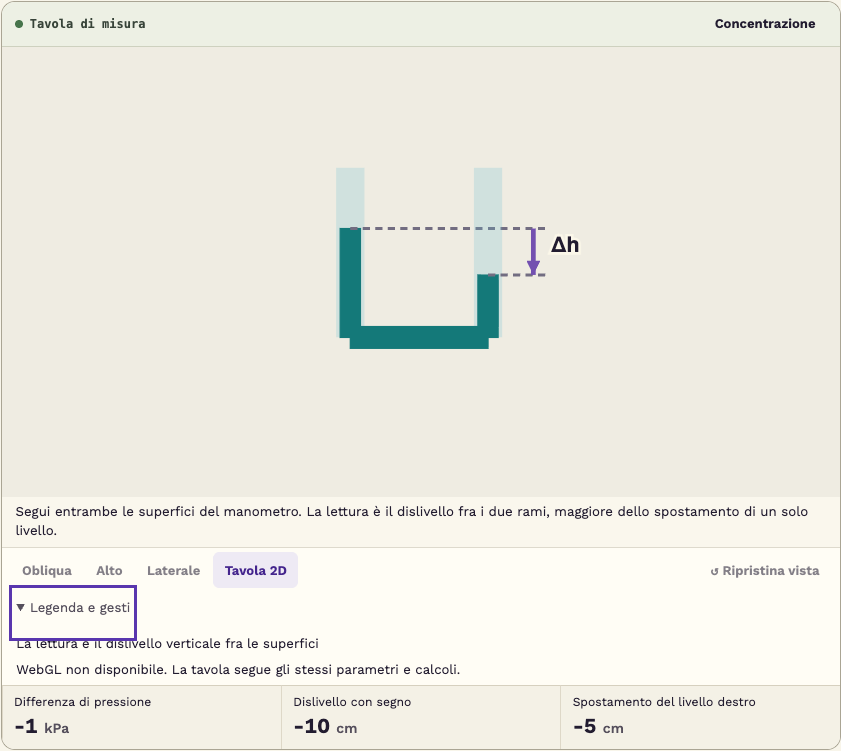 Tavola di misura
Concentrazione
Δh
Segui entrambe le superfici del manometro. La lettura è il dislivello fra i due rami, maggiore dello spostamento di un solo
livello.
Obliqua Alto Laterale Tavola 2D ↺ Ripristina vista
▼ Legenda e gesti
La lettura è il dislivello verticale fra le superfici
WebGL non disponibile. La tavola segue gli stessi parametri e calcoli.
Differenza di pressione
-1 kPa
Dislivello con segno
-10 cm
Spostamento del livello destro
-5 cm